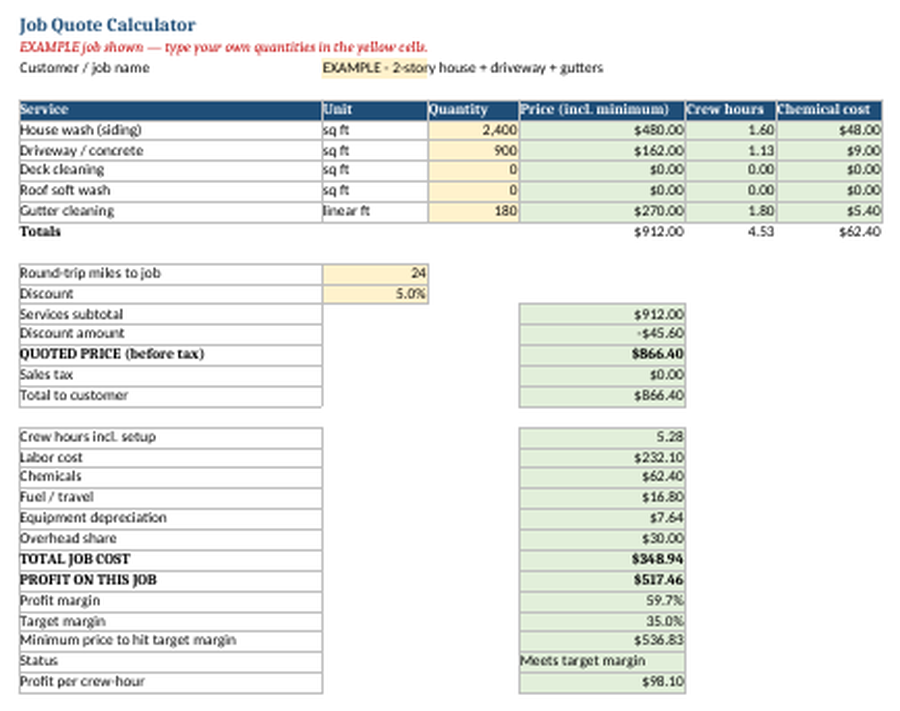 Job Quote Calculator
EXAMPLE job shown — type your own quantities in the yellow cells.
Customer / job name EXAMPLE - 2-story house + driveway + gutters
Service Unit Quantity Price (incl. minimum) Crew hours Chemical cost
House wash (siding) sq ft 2,400 $480.00 1.60 $48.00
Driveway / concrete sq ft 900 $162.00 1.13 $9.00
Deck cleaning sq ft 0 $0.00 0.00 $0.00
Roof soft wash sq ft 0 $0.00 0.00 $0.00
Gutter cleaning linear ft 180 $270.00 1.80 $5.40
Totals $912.00 4.53 $62.40
Round-trip miles to job 24
Discount 5.0%
Services subtotal $912.00
Discount amount -$45.60
QUOTED PRICE (before tax) $866.40
Sales tax $0.00
Total to customer $866.40
Crew hours incl. setup 5.28
Labor cost $232.10
Chemicals $62.40
Fuel / travel $16.80
Equipment depreciation $7.64
Overhead share $30.00
TOTAL JOB COST $348.94
PROFIT ON THIS JOB $517.46
Profit margin 59.7%
Target margin 35.0%
Minimum price to hit target margin $536.83
Status Meets target margin
Profit per crew-hour $98.10